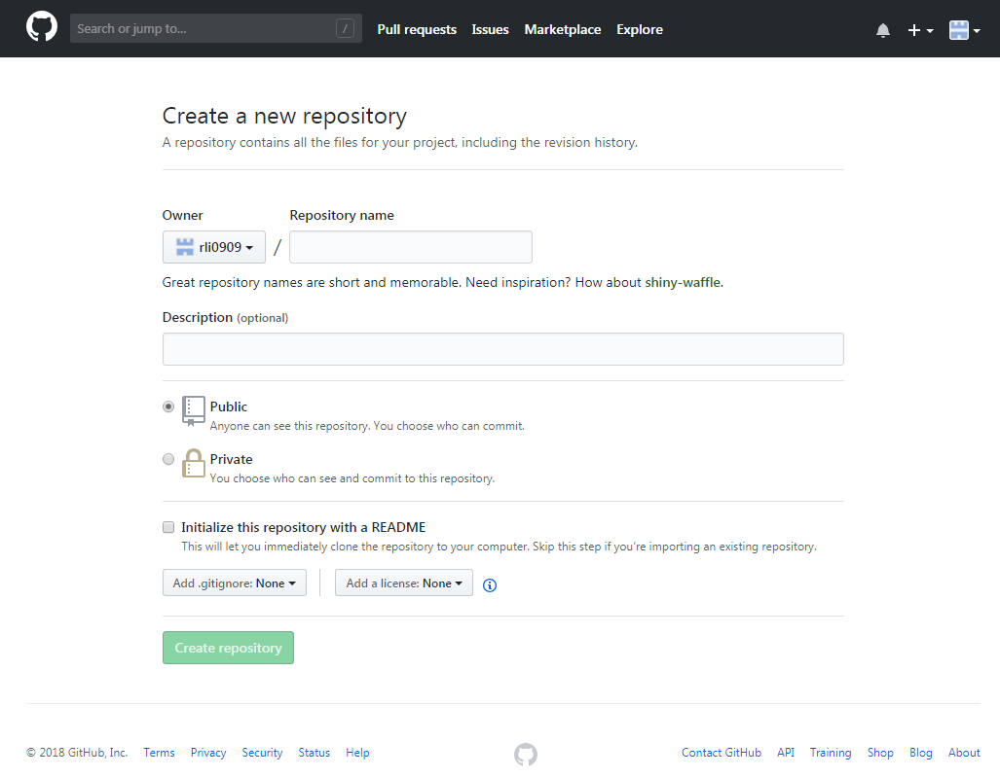 Search or jump to... /
Pull requests Issues Marketplace Explore
Create a new repository
A repository contains all the files for your project, including the revision history.
Owner Repository name
rli0909 /
Great repository names are short and memorable. Need inspiration? How about shiny-waffle.
Description (optional)
Public
Anyone can see this repository. You choose who can commit.
Private
You choose who can see and commit to this repository.
Initialize this repository with a README
This will let you immediately clone the repository to your computer. Skip this step if you're importing an existing repository.
Add .gitignore: None Add a license: None
Create repository
© 2018 GitHub, Inc. Terms Privacy Security Status Help Contact GitHub API Training Shop Blog About